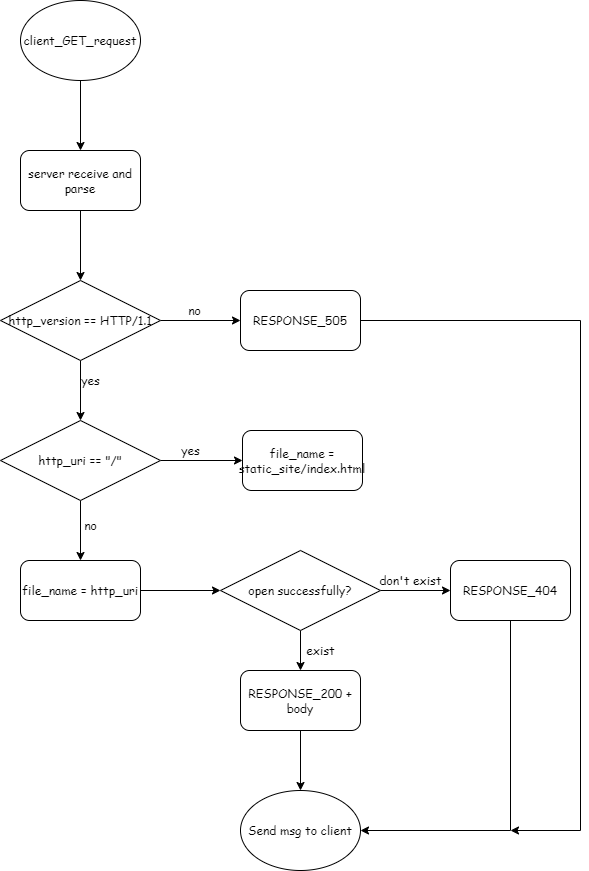 client_GET_request
server receive and
parse
http_version == HTTP/1.1
no
RESPONSE_505
yes
http_uri == "/"
yes
file_name =
static_site/index.html
no
file_name = http_uri
open successfully?
don't exist
RESPONSE_404
exist
RESPONSE_200 +
body
Send msg to client